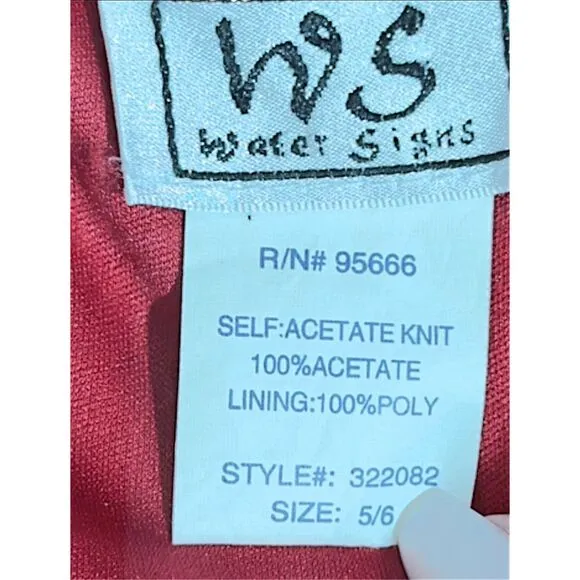 WS
Water Signs
R/N# 95666
SELF:ACETATE KNIT
100%ACETATE
LINING:100%POLY
STYLE#: 322082
SIZE: 5/6